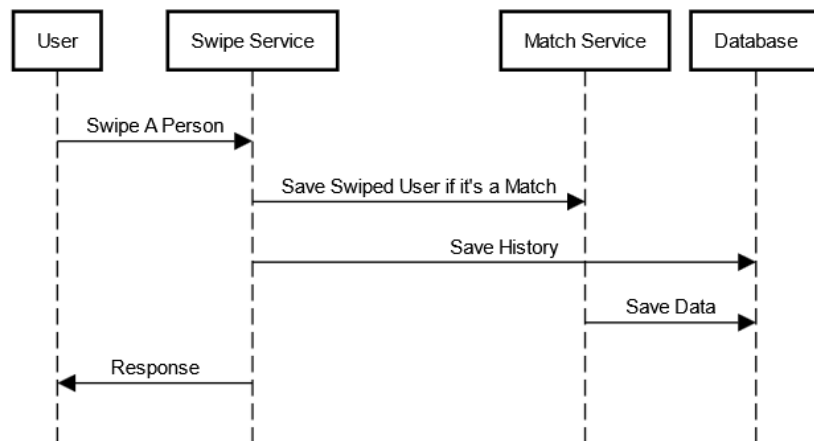 User
Swipe Service
Match Service
Database
Swipe A Person
Save Swiped User if it's a Match
Save History
Save Data
Response